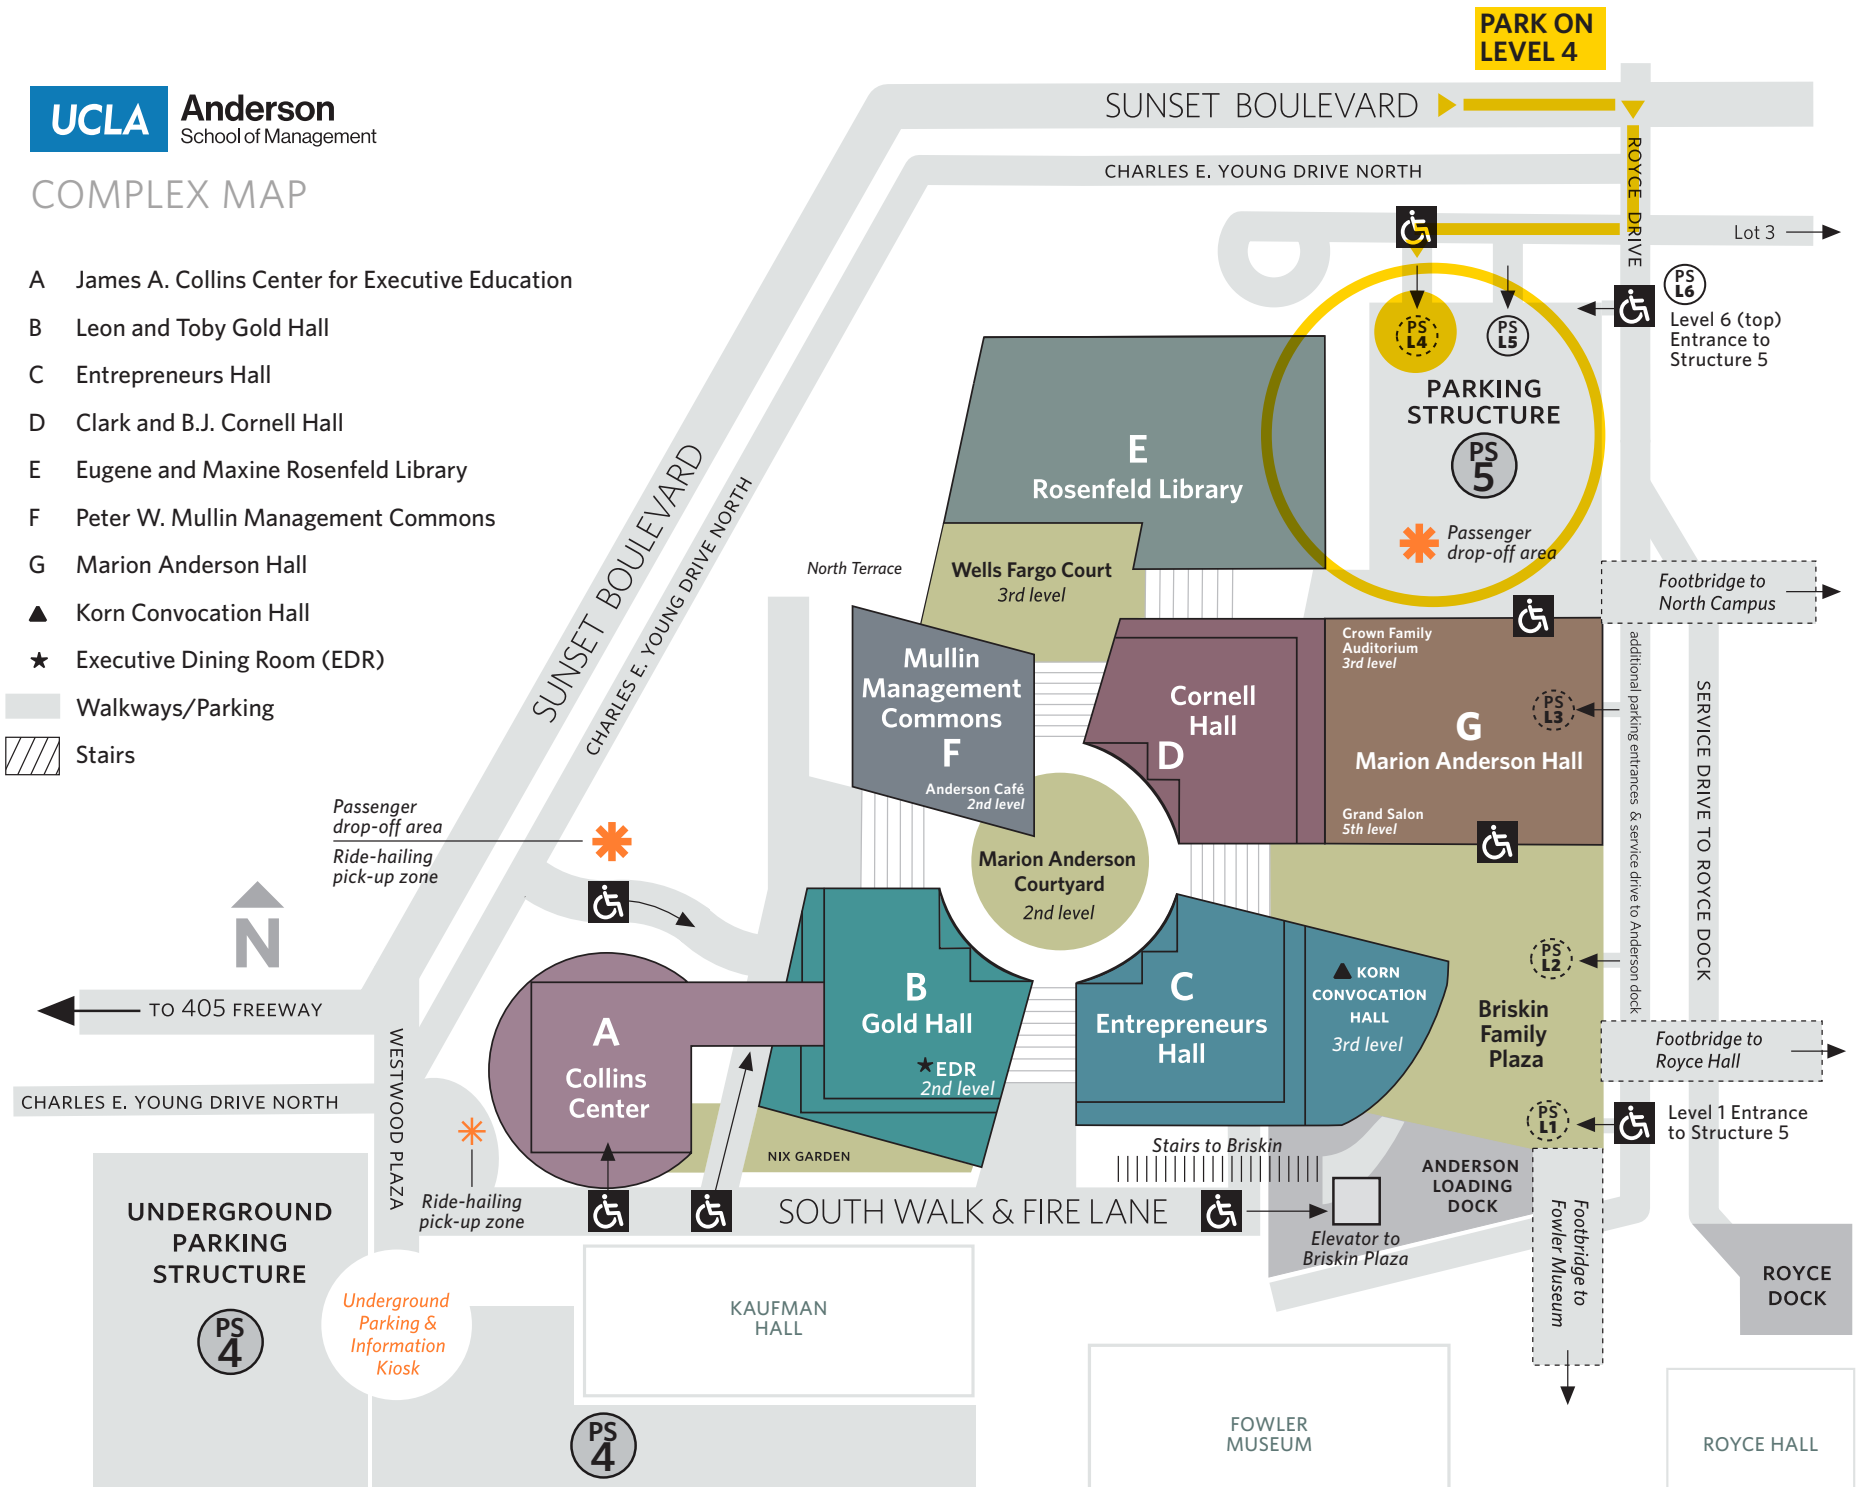 PARK ON
LEVEL 4
UCLA Anderson
School of Management
COMPLEX MAP
SUNSET BOULEVARD
CHARLES E. YOUNG DRIVE NORTH
ROYCE DRIVE
Lot 3
PS
L6
Level 6 (top)
Entrance to
Structure 5
PS
L4
PS
L5
PARKING
STRUCTURE
PS
5
Passenger
drop-off area
A James A. Collins Center for Executive Education
B Leon and Toby Gold Hall
C Entrepreneurs Hall
D Clark and B.J. Cornell Hall
E Eugene and Maxine Rosenfeld Library
F Peter W. Mullin Management Commons
G Marion Anderson Hall
▲ Korn Convocation Hall
★ Executive Dining Room (EDR)
Walkways/Parking
Stairs
SUNSET BOULEVARD
CHARLES E. YOUNG DRIVE NORTH
E
Rosenfeld Library
North Terrace
Wells Fargo Court
3rd level
Footbridge to
North Campus
Mullin
Management
Commons
F
Anderson Café
2nd level
Cornell
Hall
D
Crown Family
Auditorium
3rd level
PS
L3
G
Marion Anderson Hall
Grand Salon
5th level
additional parking entrances & service drive to Anderson dock
SERVICE DRIVE TO ROYCE DOCK
Passenger
drop-off area
Ride-hailing
pick-up zone
Marion Anderson
Courtyard
2nd level
N
TO 405 FREEWAY
WESTWOOD PLAZA
CHARLES E. YOUNG DRIVE NORTH
A
Collins
Center
B
Gold Hall
★EDR
2nd level
C
Entrepreneurs
Hall
▲ KORN
CONVOCATION
HALL
3rd level
PS
L2
Briskin
Family
Plaza
Footbridge to
Royce Hall
PS
L1
Level 1 Entrance
to Structure 5
NIX GARDEN
Stairs to Briskin
ANDERSON
LOADING
DOCK
Ride-hailing
pick-up zone
SOUTH WALK & FIRE LANE
Elevator to
Briskin Plaza
Footbridge to
Fowler Museum
ROYCE
DOCK
UNDERGROUND
PARKING
STRUCTURE
PS
4
Underground
Parking &
Information
Kiosk
KAUFMAN
HALL
PS
4
FOWLER
MUSEUM
ROYCE HALL